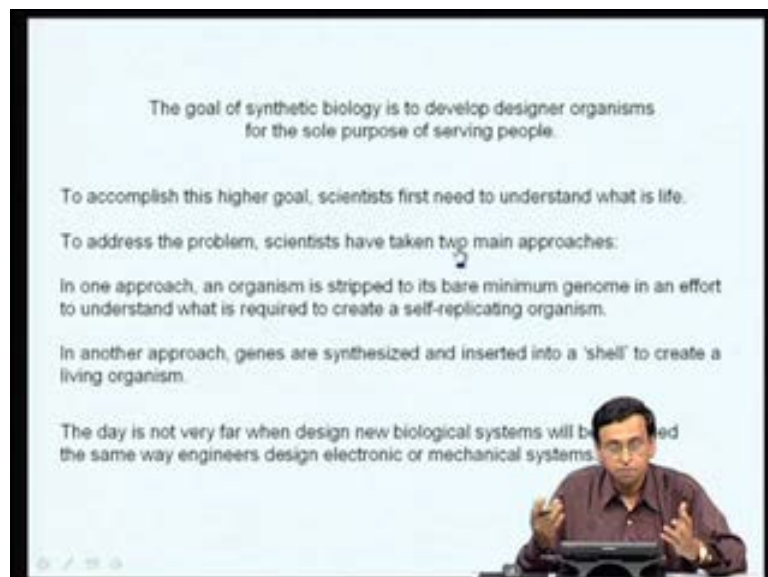 The goal of synthetic biology is to develop designer organisms
for the sole purpose of serving people.
To accomplish this higher goal, scientists first need to understand what is life.
To address the problem, scientists have taken two main approaches:
In one approach, an organism is stripped to its bare minimum genome in an effort
to understand what is required to create a self-replicating organism.
In another approach, genes are synthesized and inserted into a 'shell' to create a
living organism.
The day is not very far when design new biological systems will be
the same way engineers design electronic or mechanical systems